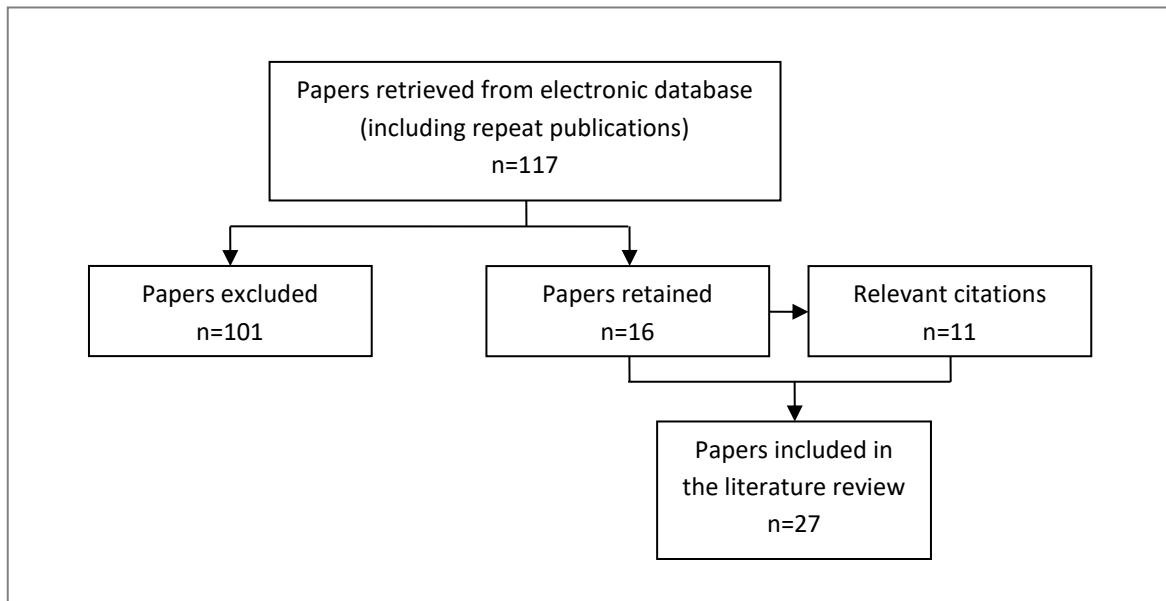 Papers retrieved from electronic database
(including repeat publications)
n=117
Papers excluded
n=101
Papers retained
n=16
Relevant citations
n=11
Papers included in
the literature review
n=27